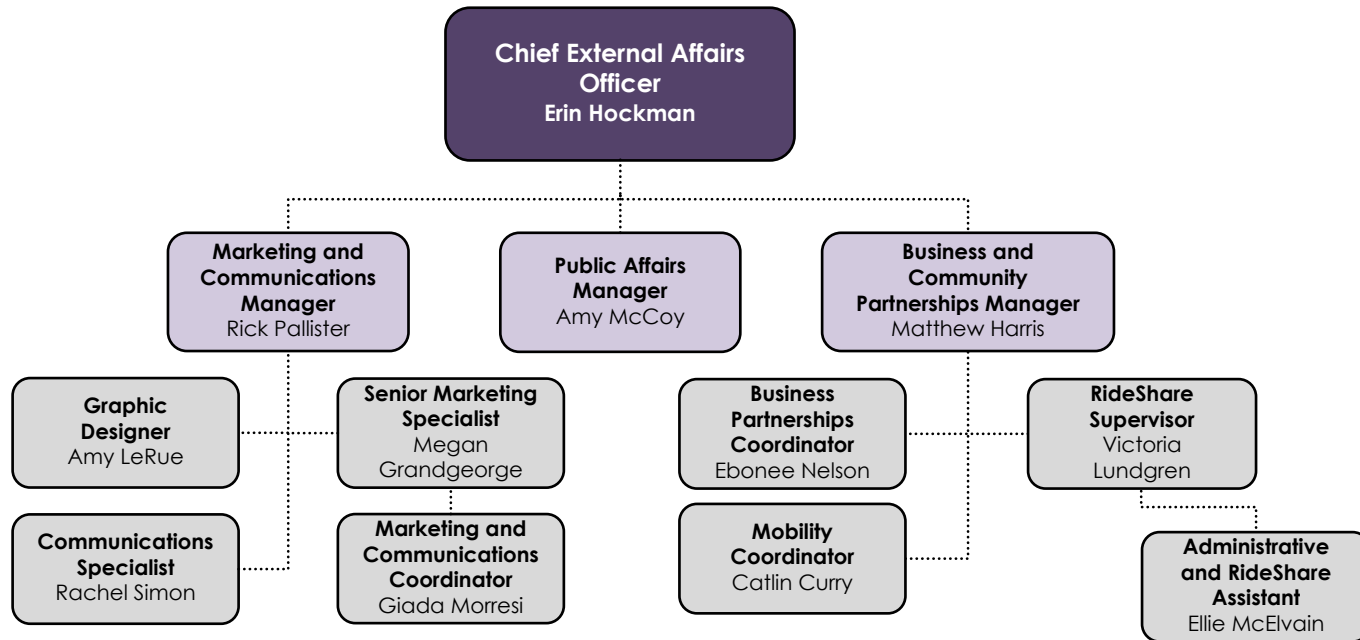 Chief External Affairs
Officer
Erin Hockman
Marketing and
Communications
Manager
Rick Pallister
Public Affairs
Manager
Amy McCoy
Business and
Community
Partnerships Manager
Matthew Harris
Graphic
Designer
Amy LeRue
Senior Marketing
Specialist
Megan
Grandgeorge
Business
Partnerships
Coordinator
Ebonee Nelson
RideShare
Supervisor
Victoria
Lundgren
Communications
Specialist
Rachel Simon
Marketing and
Communications
Coordinator
Giada Morresi
Mobility
Coordinator
Catlin Curry
Administrative
and RideShare
Assistant
Ellie McElvain